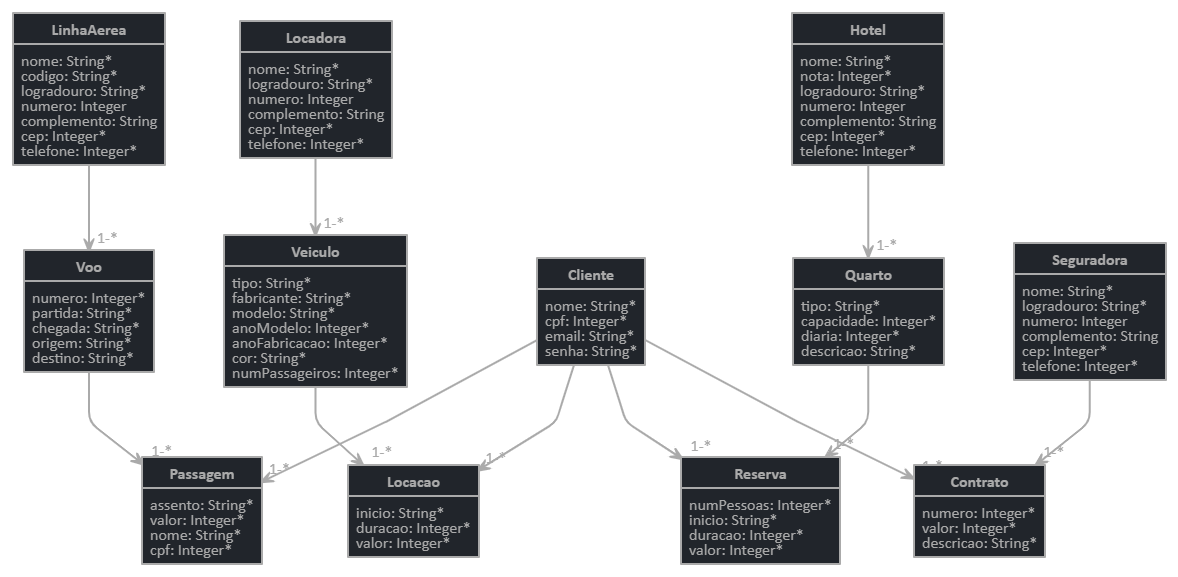 LinhaAerea
nome: String*
codigo: String*
logradouro: String*
numero: Integer
complemento: String
cep: Integer*
telefone: Integer*
Locadora
nome: String*
logradouro: String*
numero: Integer
complemento: String
cep: Integer*
telefone: Integer*
Hotel
nome: String*
nota: Integer*
logradouro: String*
numero: Integer
complemento: String
cep: Integer*
telefone: Integer*
1-*
1-*
1-*
Voo
numero: Integer*
partida: String*
chegada: String*
origem: String*
destino: String*
Veiculo
tipo: String*
fabricante: String*
modelo: String*
anoModelo: Integer*
anoFabricacao: Integer*
cor: String*
numPassageiros: Integer*
Cliente
nome: String*
cpf: Integer*
email: String*
senha: String*
Quarto
tipo: String*
capacidade: Integer*
diaria: Integer*
descricao: String*
Seguradora
nome: String*
logradouro: String*
numero: Integer
complemento: String
cep: Integer*
telefone: Integer*
1-*
1-*
1-*
1-*
1-*
1-*
1-*
1-*
Passagem
assento: String*
valor: Integer*
nome: String*
cpf: Integer*
Locacao
inicio: String*
duracao: Integer*
valor: Integer*
Reserva
numPessoas: Integer*
inicio: String*
duracao: Integer*
valor: Integer*
Contrato
numero: Integer*
valor: Integer*
descricao: String*